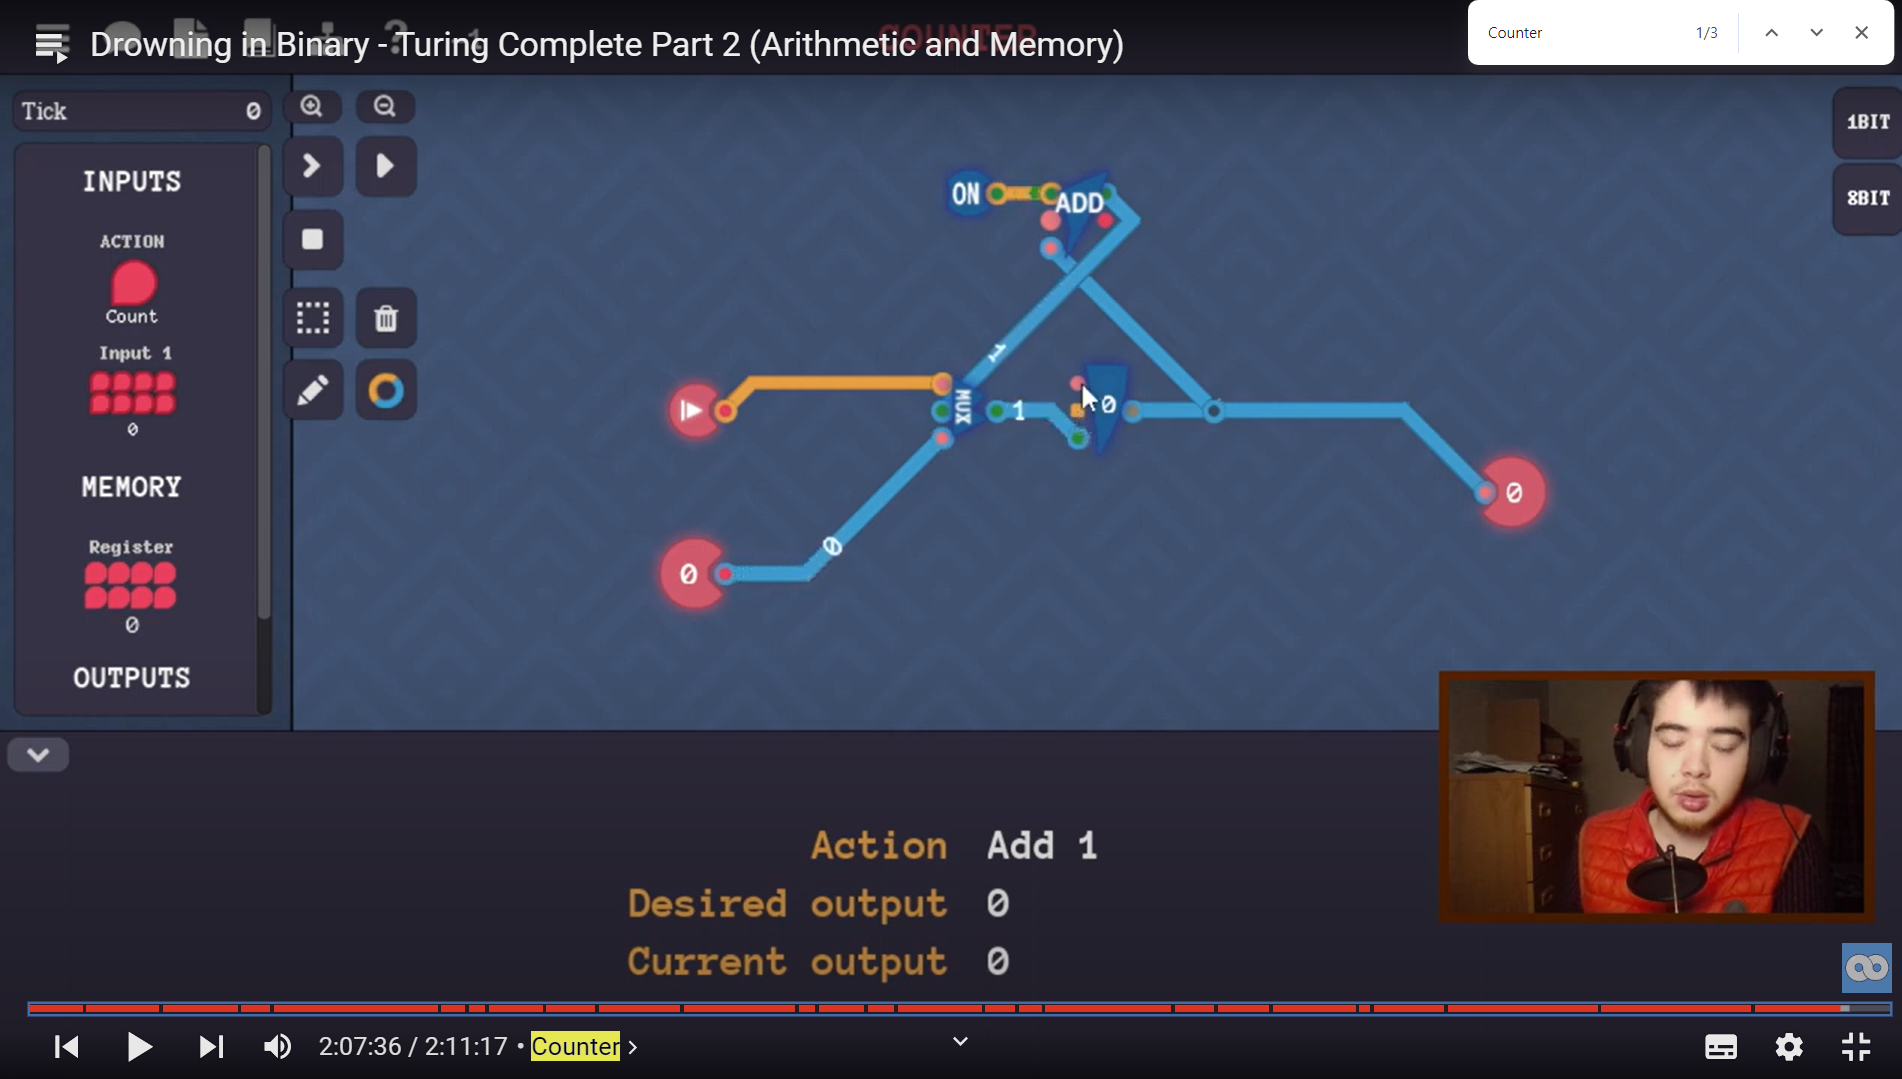 Drowning in Binary - Turing Complete Part 2 (Arithmetic and Memory)
COUNTER
Counter
1/3
Tick 0
1BIT
8BIT
INPUTS
ACTION
Count
Input 1
0
MEMORY
Register
0
OUTPUTS
ON
ADD
1
MUX
1
0
0
0
0
Action Add 1
Desired output 0
Current output 0
2:07:36 / 2:11:17 • Counter